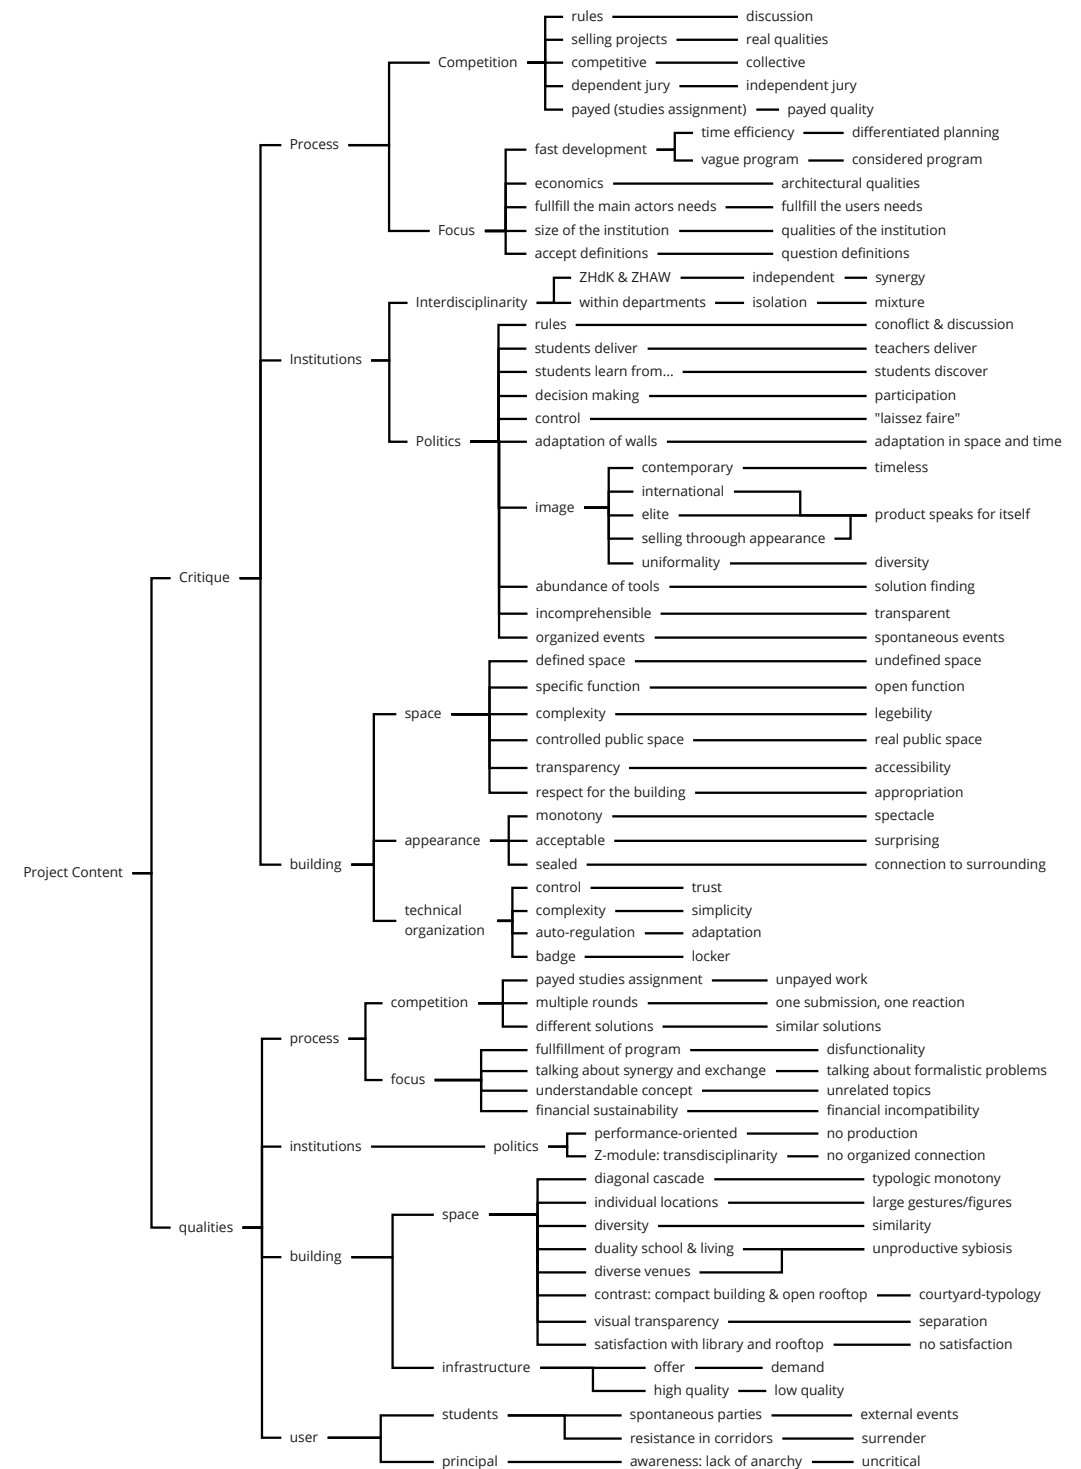 rules discussion
selling projects real qualities
Competition competitive collective
dependent jury independent jury
payed (studies assignment) payed quality
time efficiency differentiated planning
Process fast development
vague program considered program
economics architectural qualities
fullfill the main actors needs fullfill the users needs
Focus size of the institution qualities of the institution
accept definitions question definitions
ZHdK & ZHAW independent synergy
Interdisciplinarity within departments isolation mixture
rules conoflict & discussion
students deliver teachers deliver
Institutions
students learn from... students discover
decision making participation
control "laissez faire"
Politics adaptation of walls adaptation in space and time
contemporary timeless
international
image elite product speaks for itself
selling throough appearance
uniformality diversity
Critique
abundance of tools solution finding
incomprehensible transparent
organized events spontaneous events
defined space undefined space
specific function open function
space complexity legebility
controlled public space real public space
transparency accessibility
respect for the building appropriation
monotony spectacle
appearance acceptable surprising
building sealed connection to surrounding
Project Content
control trust
technical complexity simplicity
organization auto-regulation adaptation
badge locker
payed studies assignment unpayed work
competition multiple rounds one submission, one reaction
different solutions similar solutions
process
fullfillment of program disfunctionality
focus talking about synergy and exchange talking about formalistic problems
understandable concept unrelated topics
financial sustainability financial incompatibility
performance-oriented no production
institutions politics
Z-module: transdisciplinarity no organized connection
diagonal cascade typologic monotony
individual locations large gestures/figures
space
qualities diversity similarity
duality school & living unproductive sybiosis
building
diverse venues
contrast: compact building & open rooftop courtyard-typology
visual transparency separation
satisfaction with library and rooftop no satisfaction
infrastructure offer demand
high quality low quality
students spontaneous parties external events
user resistance in corridors surrender
principal awareness: lack of anarchy uncritical